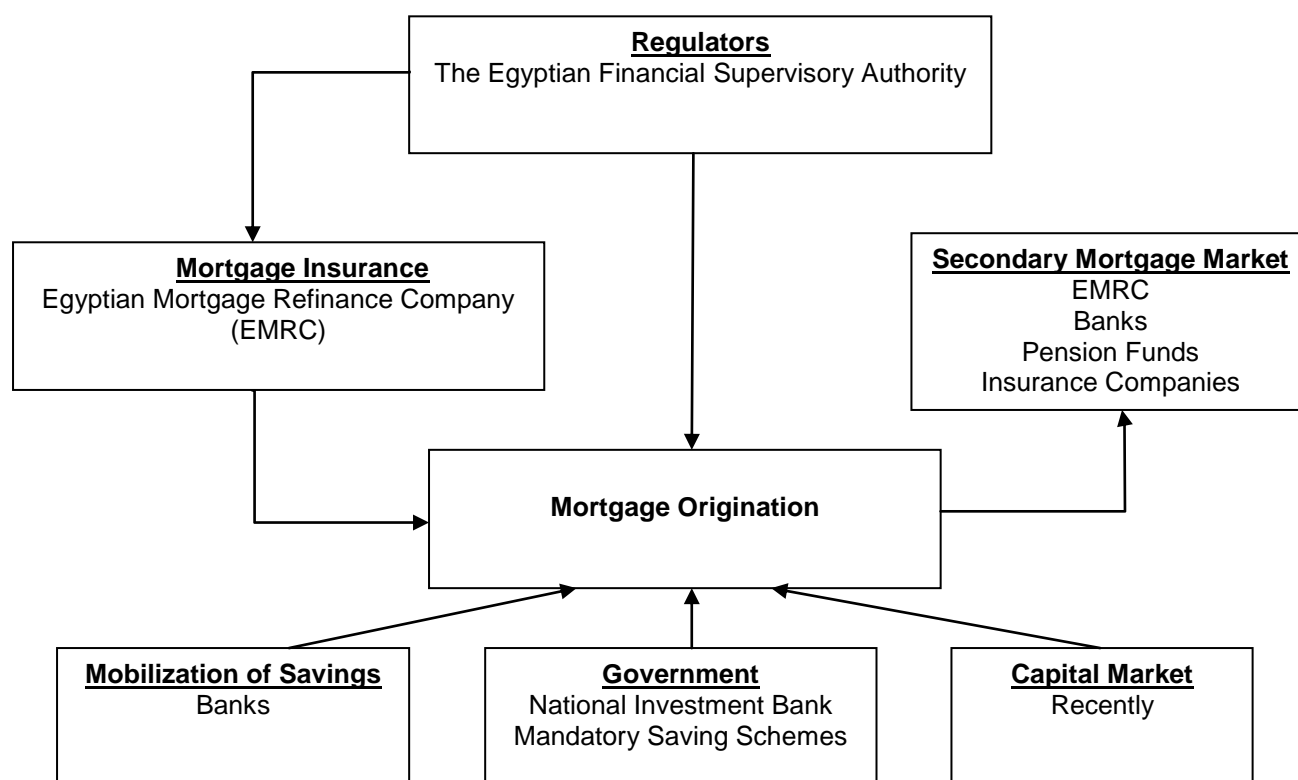 Regulators
The Egyptian Financial Supervisory Authority
Mortgage Insurance
Egyptian Mortgage Refinance Company
(EMRC)
Secondary Mortgage Market
EMRC
Banks
Pension Funds
Insurance Companies
Mortgage Origination
Mobilization of Savings
Banks
Government
National Investment Bank
Mandatory Saving Schemes
Capital Market
Recently